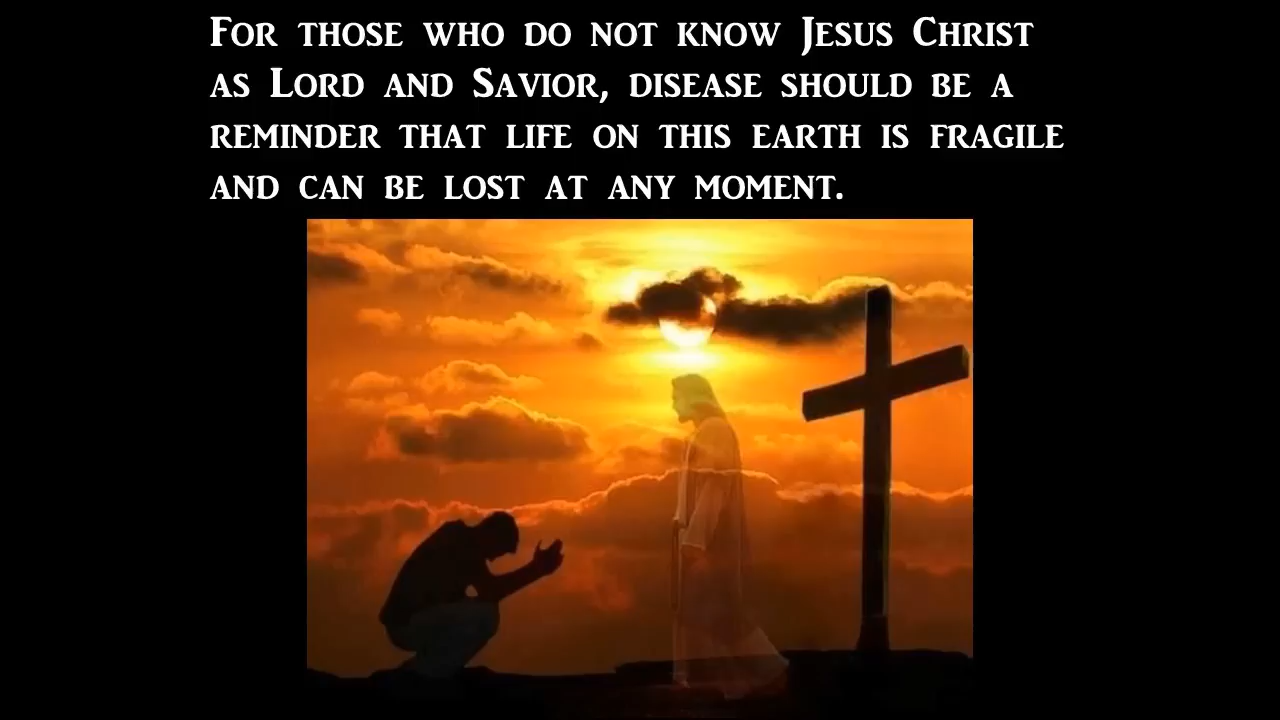 For those who do not know Jesus Christ
as Lord and Savior, disease should be a
reminder that life on this earth is fragile
and can be lost at any moment.